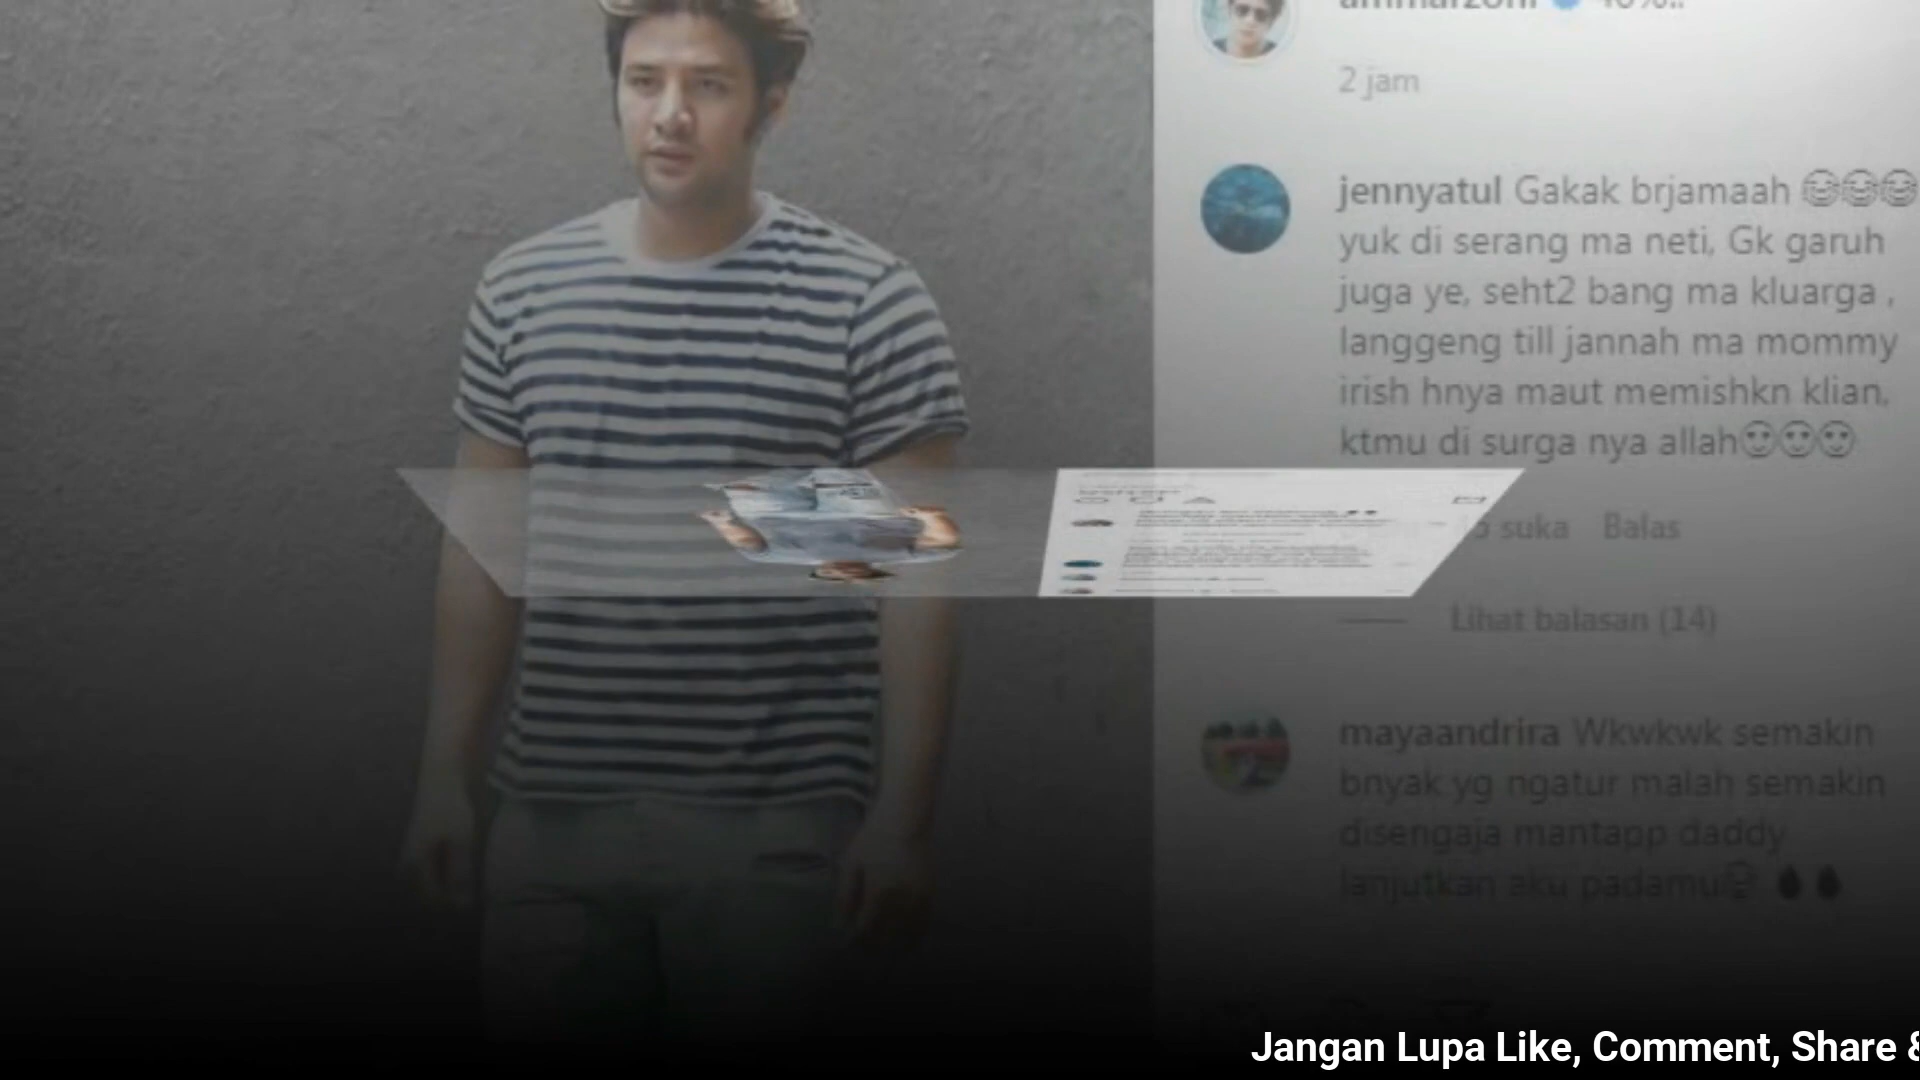 ammarzoni 40%..
2 jam
jennyatul Gakak brjamaah 😂😂😂
yuk di serang ma neti, Gk garuh
juga ye, seht2 bang ma kluarga ,
langgeng till jannah ma mommy
irish hnya maut memishkn klian,
ktmu di surga nya allah😍😍😍
suka Balas
Lihat balasan (14)
mayaandrira Wkwkwk semakin
bnyak yg ngatur malah semakin
disengaja mantapp daddy
lanjutkan aku padamu
Jangan Lupa Like, Comment, Share &